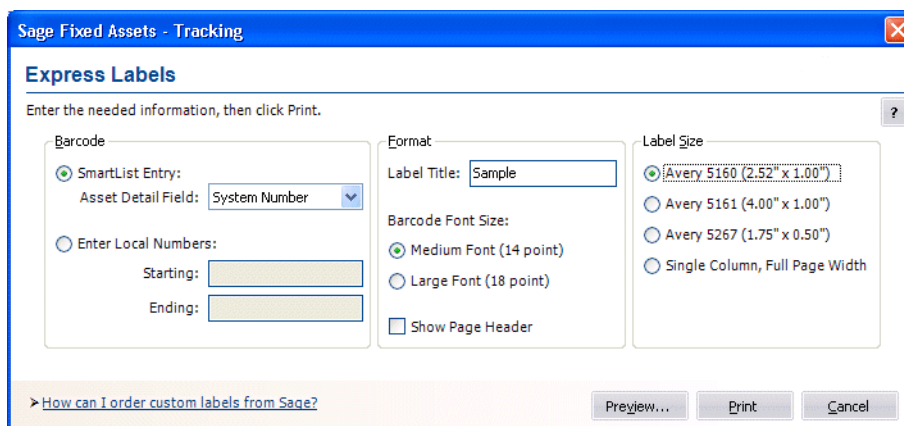 Sage Fixed Assets - Tracking
Express Labels
Enter the needed information, then click Print.
?
Barcode
SmartList Entry:
Asset Detail Field: System Number
Enter Local Numbers:
Starting:
Ending:
Format
Label Title: Sample
Barcode Font Size:
Medium Font (14 point)
Large Font (18 point)
Show Page Header
Label Size
Avery 5160 (2.52" x 1.00")
Avery 5161 (4.00" x 1.00")
Avery 5267 (1.75" x 0.50")
Single Column, Full Page Width
How can I order custom labels from Sage?
Preview... Print Cancel